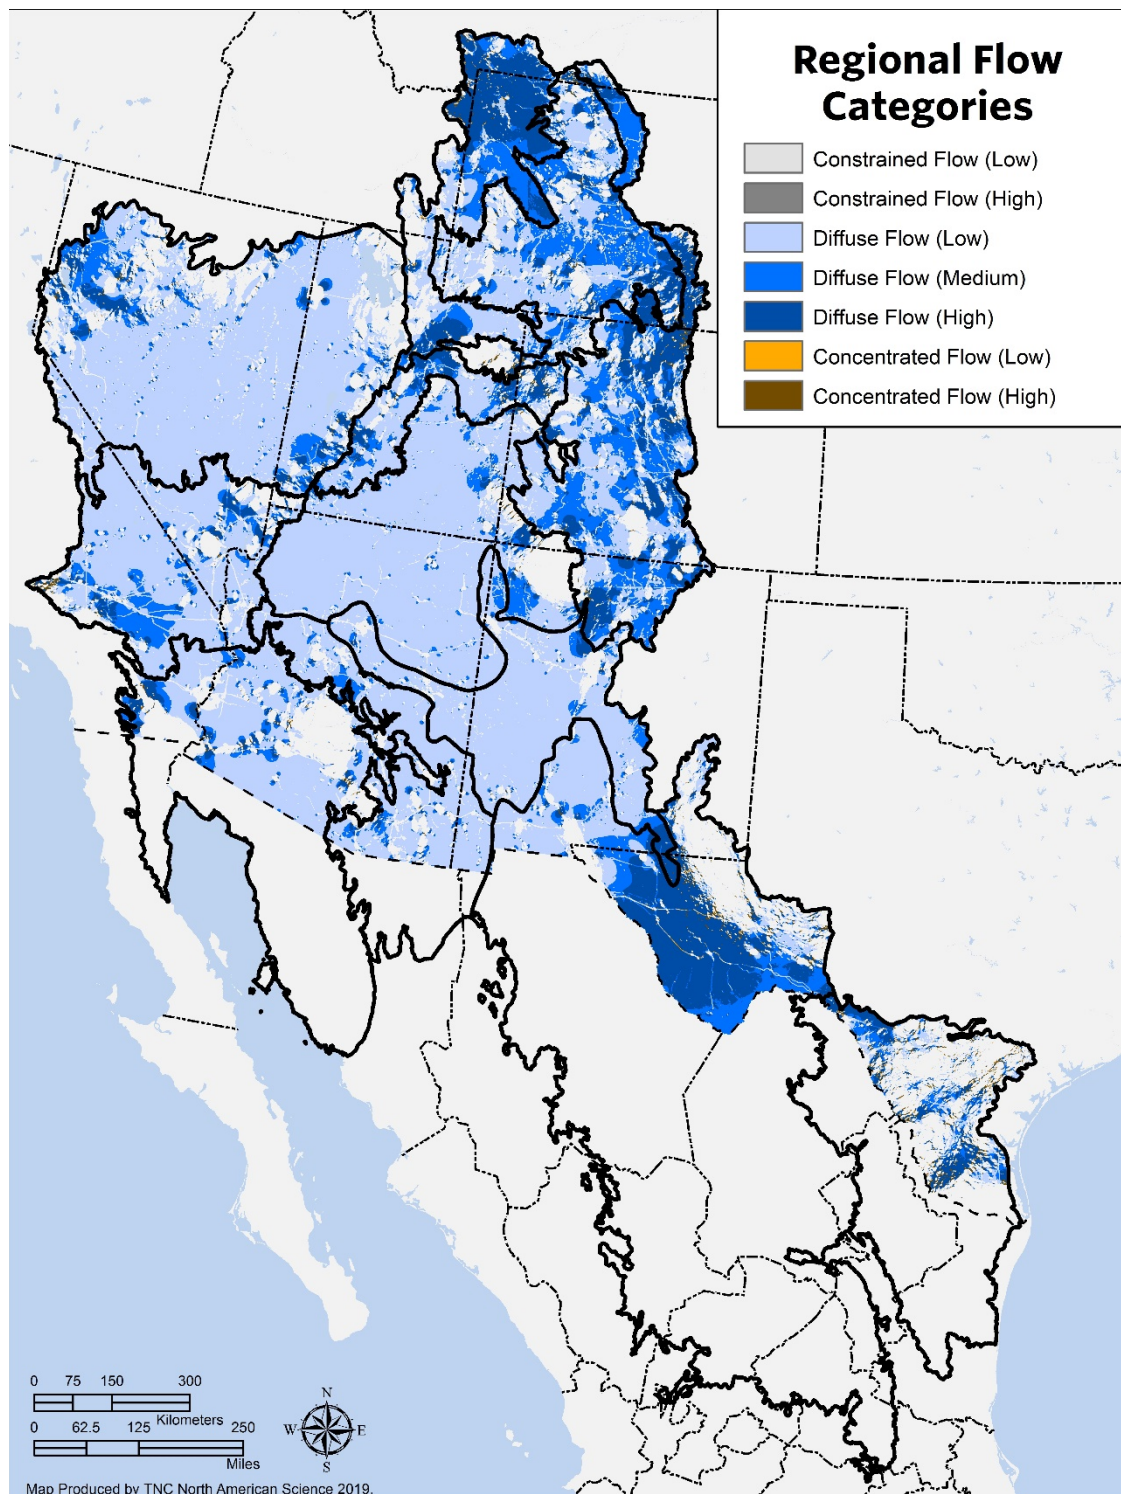 Regional Flow
Categories
Constrained Flow (Low)
Constrained Flow (High)
Diffuse Flow (Low)
Diffuse Flow (Medium)
Diffuse Flow (High)
Concentrated Flow (Low)
Concentrated Flow (High)
0 75 150 300
Kilometers
0 62.5 125 250
Miles
N
W E
S
Map Produced by TNC North American Science 2019.